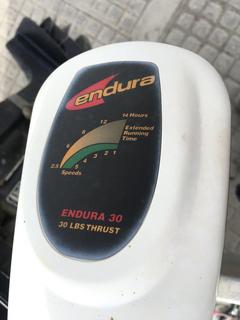 endura
14 Hours
12
Extended
Running
Time
8
6
2.5
5 4 3 2 1
Speeds
ENDURA 30
30 LBS THRUST